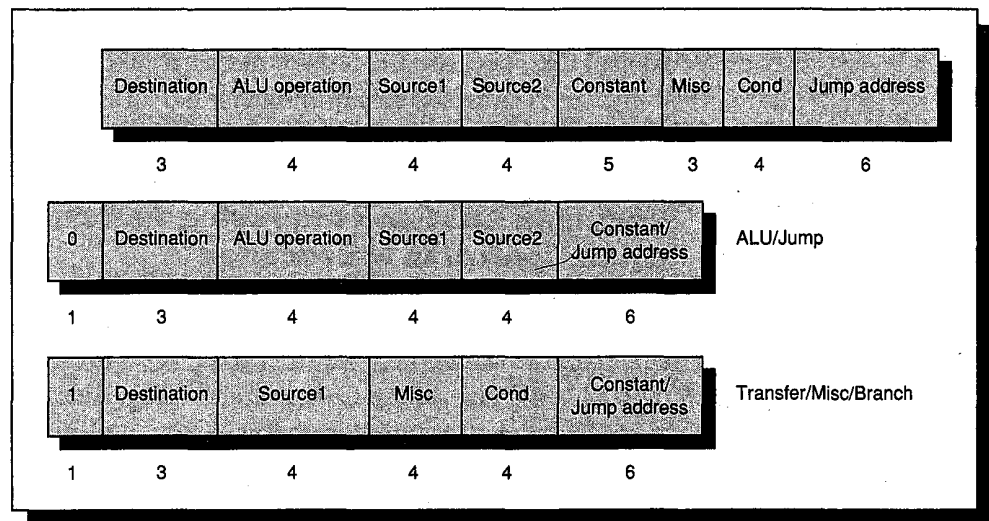 Destination ALU operation Source1 Source2 Constant Misc Cond Jump address
3 4 4 4 5 3 4 6
0 Destination ALU operation Source1 Source2 Constant/
Jump address
ALU/Jump
1 3 4 4 4 6
1 Destination Source1 Misc Cond Constant/
Jump address
Transfer/Misc/Branch
1 3 4 4 4 6